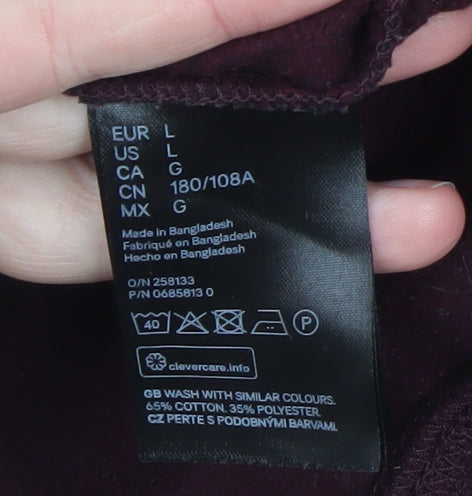 EUR L
US L
CA G
CN 180/108A
MX G
Made in Bangladesh
Fabriqué en Bangladesh
Hecho en Bangladesh
O/N 258133
P/N 0685813 0
40 P
clevercare.info
GB WASH WITH SIMILAR COLOURS.
65% COTTON. 35% POLYESTER.
CZ PERTE S PODOBNÝMI BARVAMI.